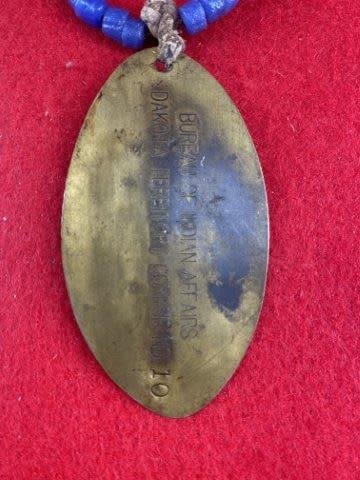 BUREAU OF INDIAN AFFAIRS
DAKOTA TERRITORY 10